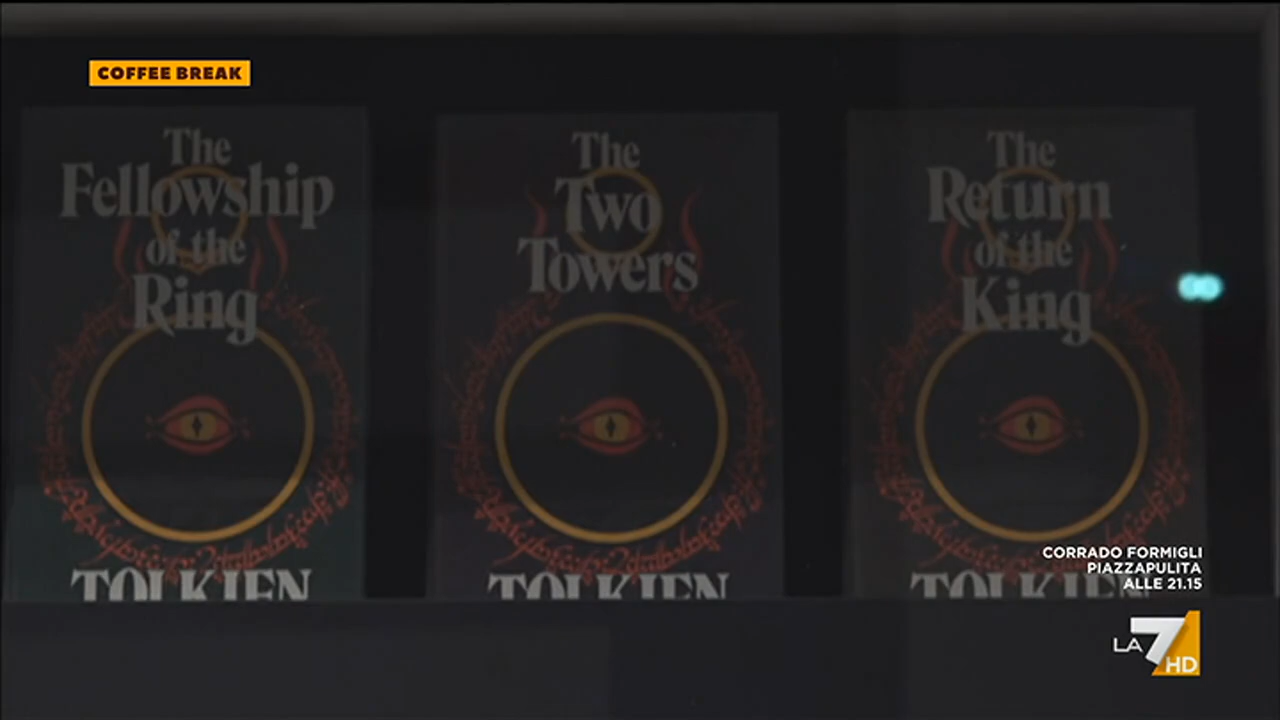 COFFEE BREAK
The
Fellowship
of the
Ring
TOLKIEN
The
Two
Towers
TOLKIEN
The
Return
of the
King
TOLKIEN
CORRADO FORMIGLI
PIAZZAPULITA
ALLE 21.15
LA7
HD